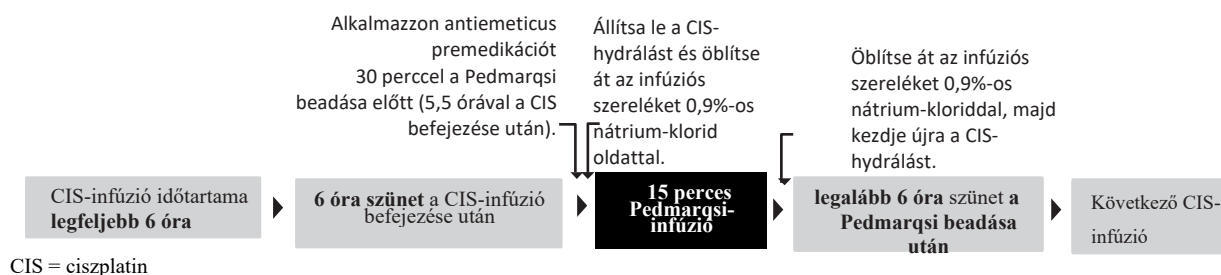 Alkalmazzon antiemeticus
premedikációt
30 perccel a Pedmarqsi
beadása előtt (5,5 órával a CIS
befejezése után).
Állítsa le a CIS-
hydrálást és öblítse
át az infúziós
szereléket 0,9%-os
nátrium-klorid
oldattal.
Öblítse át az infúziós
szereléket 0,9%-os
nátrium-kloriddal, majd
kezdje újra a CIS-
hydrálást.
CIS-infúzió időtartama
legfeljebb 6 óra
6 óra szünet a CIS-infúzió
befejezése után
15 perces
Pedmarqsi-
infúzió
legalább 6 óra szünet a
Pedmarqsi beadása
után
Következő CIS-
infúzió
CIS = ciszplatin